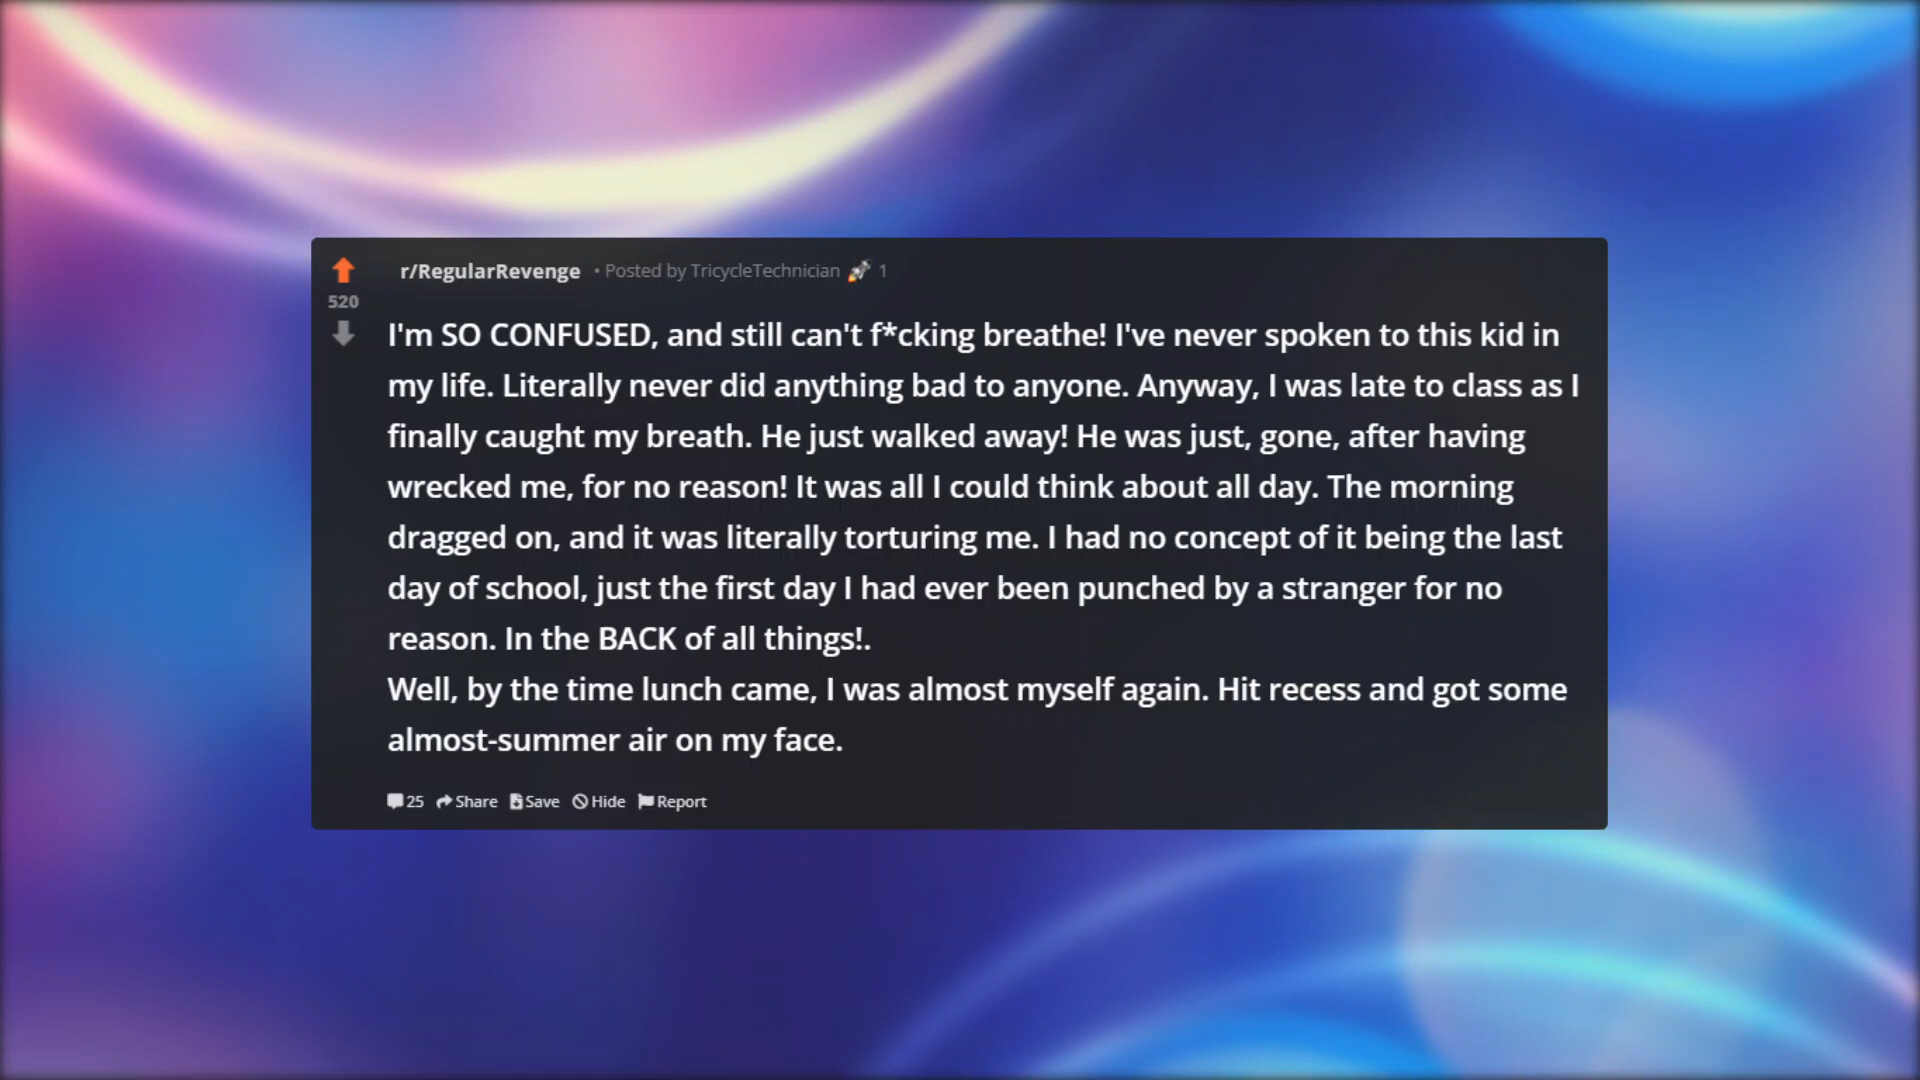 r/RegularRevenge • Posted by TricycleTechnician 🚀 1
520
I'm SO CONFUSED, and still can't f*cking breathe! I've never spoken to this kid in
my life. Literally never did anything bad to anyone. Anyway, I was late to class as I
finally caught my breath. He just walked away! He was just, gone, after having
wrecked me, for no reason! It was all I could think about all day. The morning
dragged on, and it was literally torturing me. I had no concept of it being the last
day of school, just the first day I had ever been punched by a stranger for no
reason. In the BACK of all things!.
Well, by the time lunch came, I was almost myself again. Hit recess and got some
almost-summer air on my face.
25 Share Save Hide Report